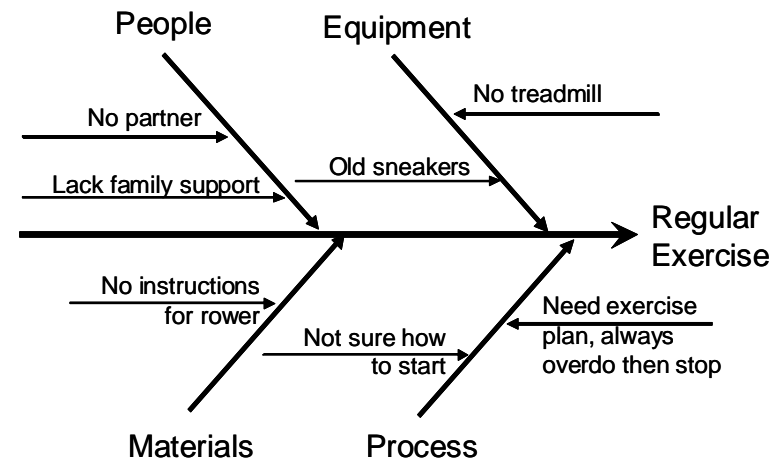 People
Equipment
No treadmill
No partner
Old sneakers
Lack family support
Regular
Exercise
No instructions
for rower
Need exercise
plan, always
overdo then stop
Not sure how
to start
Materials
Process